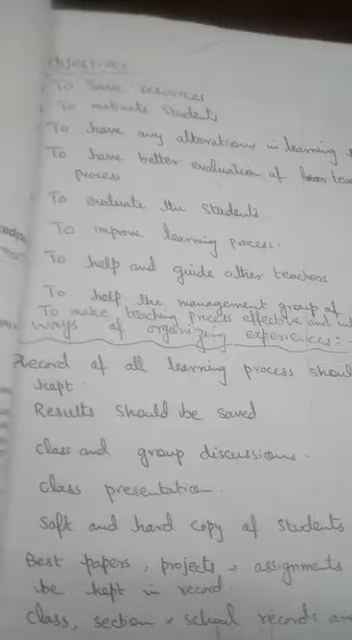 Objectives
To save resources
To motivate students
To have any alterations in learning
To have better evaluation of
process
To evaluate the students.
To improve learning process.
To help and guide other teachers
To help, the management group of
To make teaching process effective and
ways of organizing experiences:
Record of all learning process
kept
Results should be saved
class and group discussions.
class presentation.
Soft and hard copy of students
Best papers, projects, assignments
be kept in record.
class, section, school records